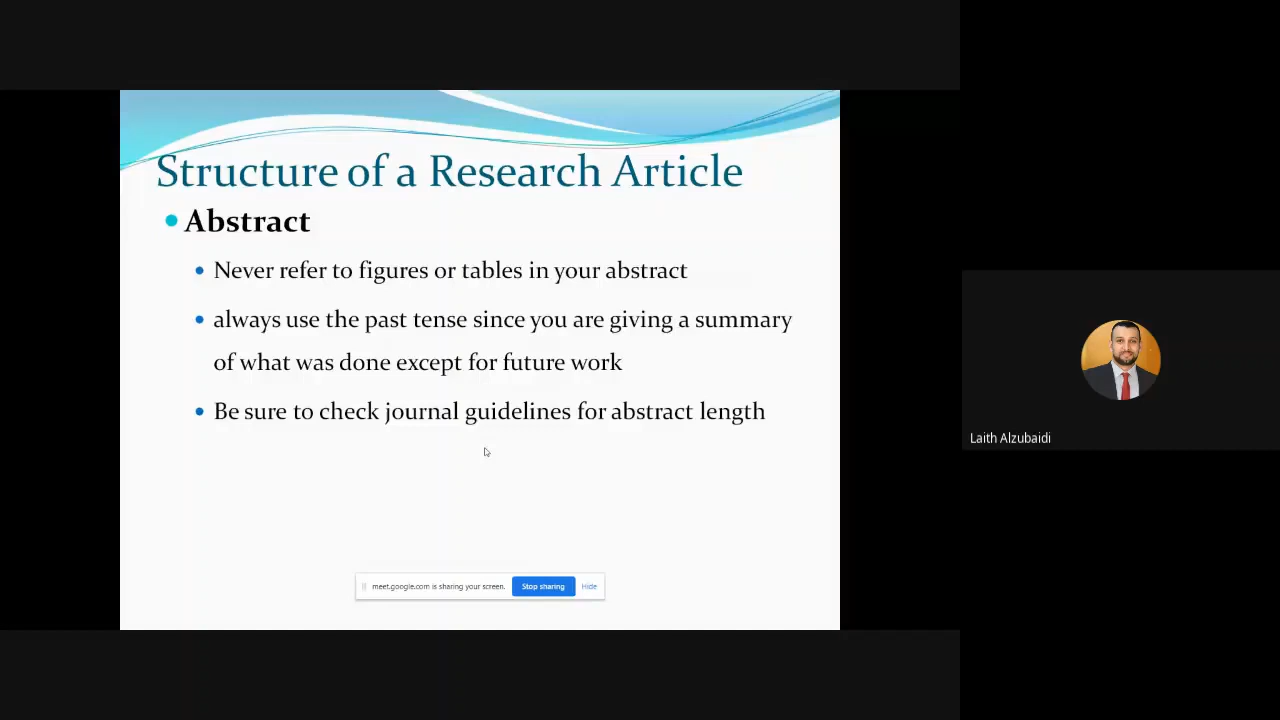 Structure of a Research Article
Abstract
Never refer to figures or tables in your abstract
always use the past tense since you are giving a summary
of what was done except for future work
Be sure to check journal guidelines for abstract length
Laith Alzubaidi
meet.google.com is sharing your screen. Stop sharing Hide